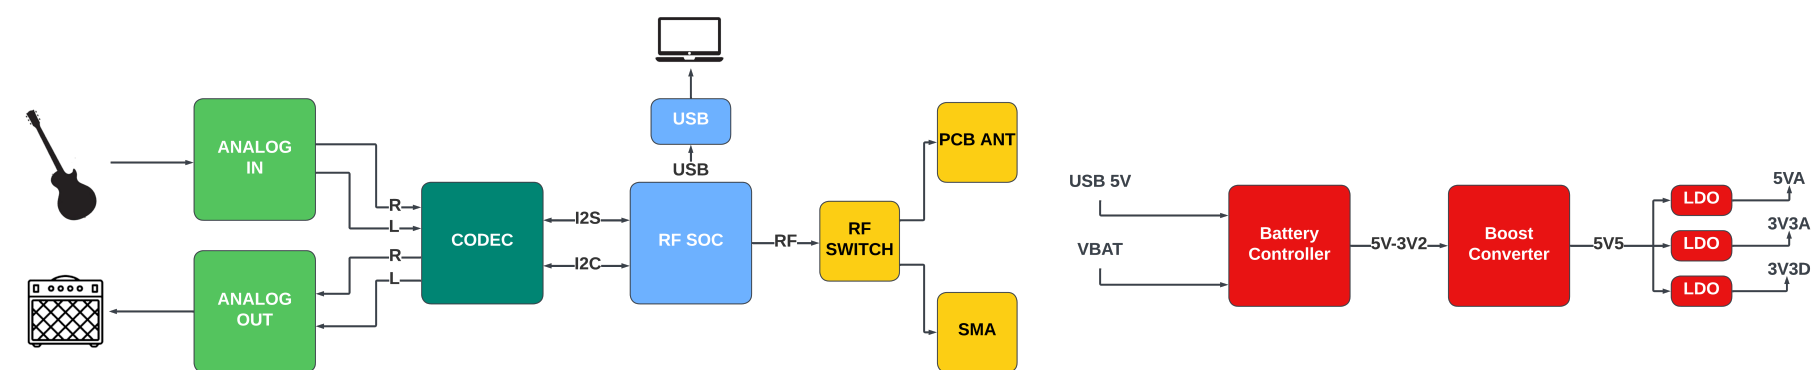 ANALOG
IN
R
L
ANALOG
OUT
R
L
CODEC
I2S
I2C
USB
USB
RF SOC
RF
RF
SWITCH
PCB ANT
SMA
USB 5V
VBAT
Battery
Controller
5V-3V2
Boost
Converter
5V5
LDO
5VA
LDO
3V3A
LDO
3V3D